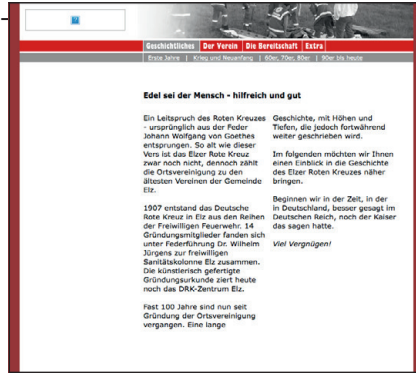 Geschichtliches Der Verein Die Bereitschaft Extra
| Erste Jahre | Krieg und Neuanfang | 60er, 70er, 80er | 90er bis heute
Edel sei der Mensch - hilfreich und gut
Ein Leitspruch des Roten Kreuzes
- ursprünglich aus der Feder
Johann Wolfgang von Goethes
entsprungen. So alt wie dieser
Vers ist das Elzer Rote Kreuz
zwar noch nicht, dennoch zählt
die Ortsvereinigung zu den
ältesten Vereinen der Gemeinde
Elz.
1907 entstand das Deutsche
Rote Kreuz in Elz aus den Reihen
der Freiwilligen Feuerwehr. 14
Gründungsmitglieder fanden sich
unter Federführung Dr. Wilhelm
Jürgens zur freiwilligen
Sanitätskolonne Elz zusammen.
Die künstlerisch gefertigte
Gründungsurkunde ziert heute
noch das DRK-Zentrum Elz.
Fast 100 Jahre sind nun seit
Gründung der Ortsvereinigung
vergangen. Eine lange
Geschichte, mit Höhen und
Tiefen, die jedoch fortwährend
weiter geschrieben wird.
Im folgenden möchten wir Ihnen
einen Einblick in die Geschichte
des Elzer Roten Kreuzes näher
bringen.
Beginnen wir in der Zeit, in der
in Deutschland, besser gesagt im
Deutschen Reich, noch der Kaiser
das sagen hatte.
Viel Vergnügen!